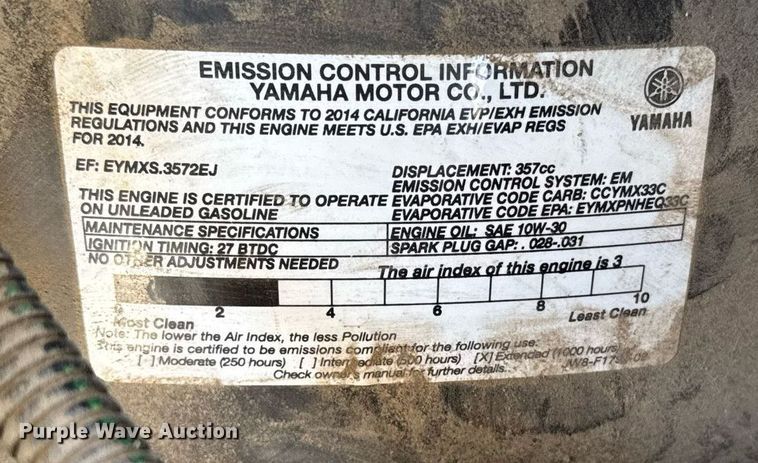 EMISSION CONTROL INFORMATION
YAMAHA MOTOR CO., LTD.
YAMAHA
THIS EQUIPMENT CONFORMS TO 2014 CALIFORNIA EVP/EXH EMISSION
REGULATIONS AND THIS ENGINE MEETS U.S. EPA EXH/EVAP REGS
FOR 2014.
EF: EYMXS.3572EJ
DISPLACEMENT: 357cc
EMISSION CONTROL SYSTEM: EM
THIS ENGINE IS CERTIFIED TO OPERATE EVAPORATIVE CODE CARB: CCYMX33C
ON UNLEADED GASOLINE EVAPORATIVE CODE EPA: EYMXPNHEQ33C
MAINTENANCE SPECIFICATIONS ENGINE OIL: SAE 10W-30
IGNITION TIMING: 27 BTDC SPARK PLUG GAP: .028-.031
NO OTHER ADJUSTMENTS NEEDED
The air index of this engine is 3
0 2 4 6 8 10
Most Clean Least Clean
Note: The lower the Air Index, the less Pollution
This engine is certified to be emissions compliant for the following use:
[ ] Moderate (250 hours) [ ] Intermediate (500 hours) [X] Extended (1000 hours)
Check owner's manual for further details.
Purple Wave Auction